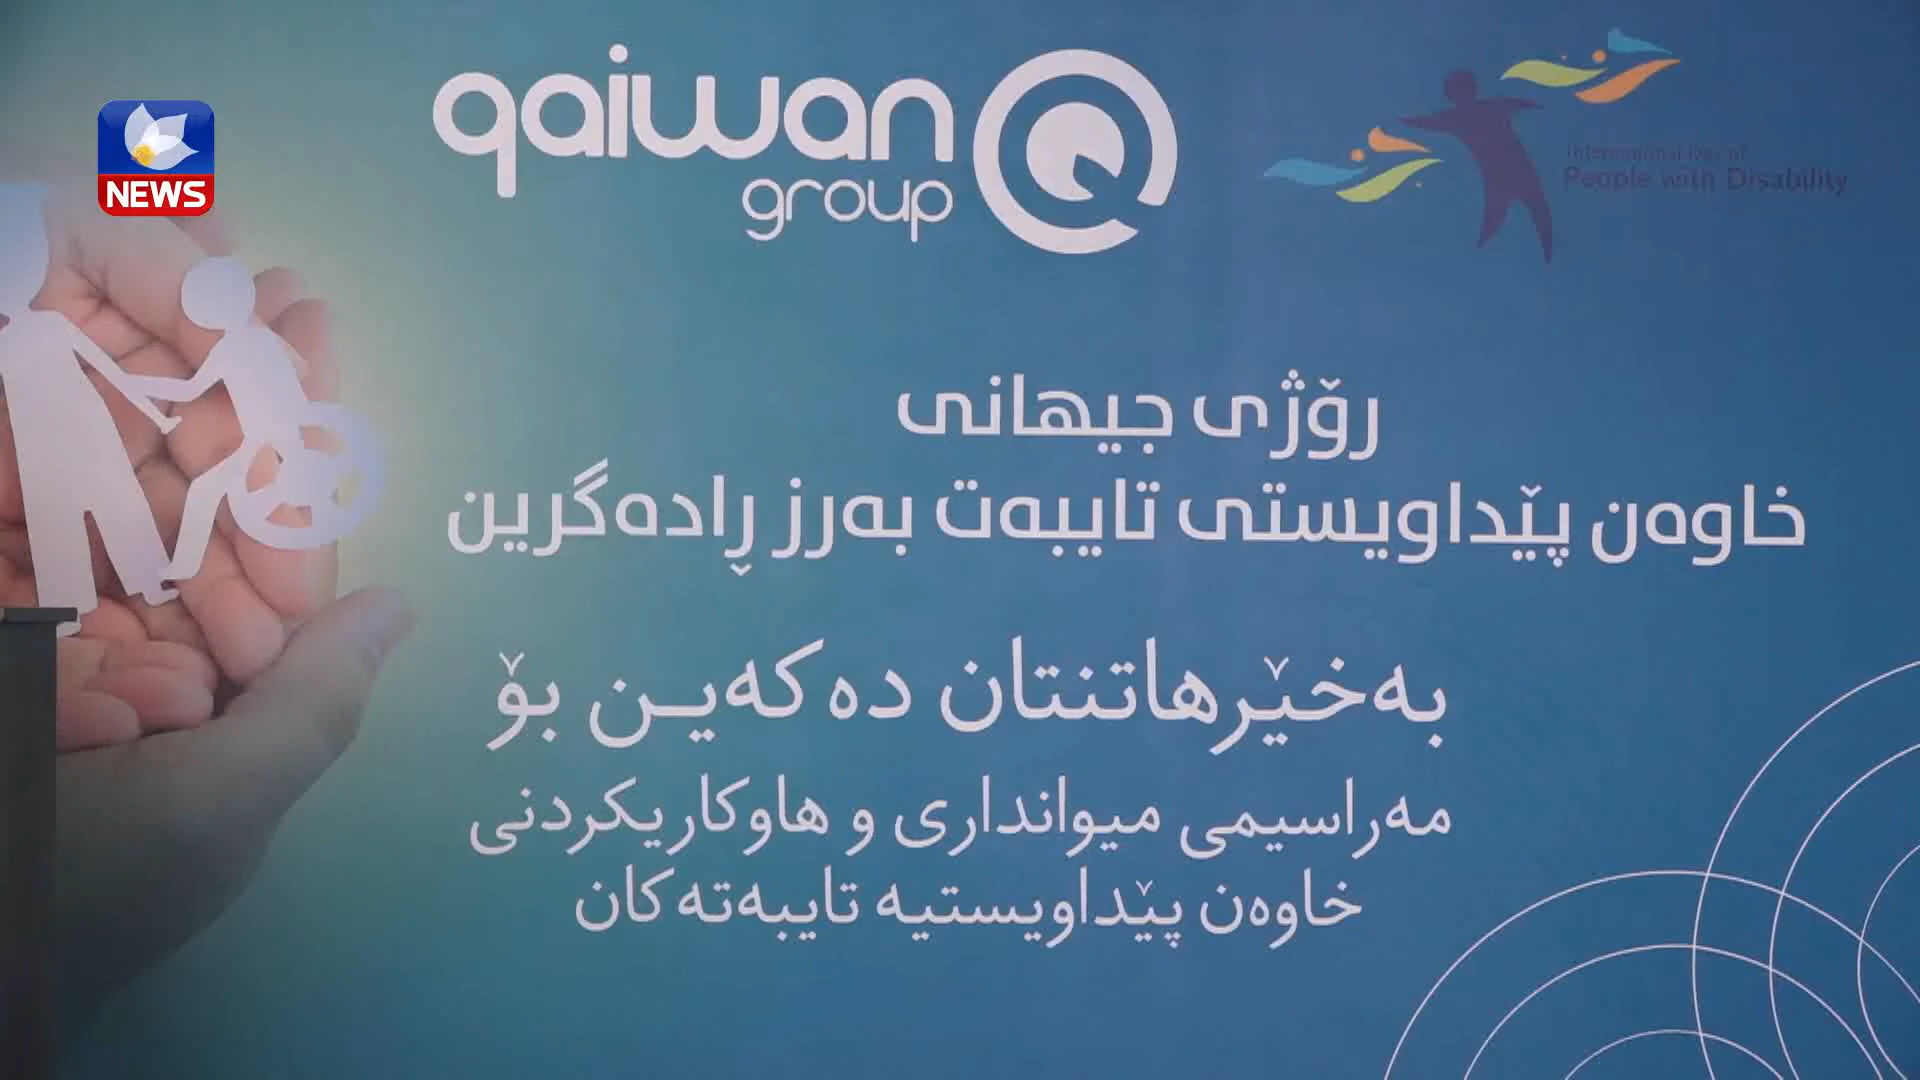 NEWS
qaiwan
group
International Day of
People with Disability
رۆژی جیهانی
خاوەن پێداویستی تایبەت بەرز ڕادەگرین
بەخێرهاتنتان دەکەین بۆ
مەراسیمی میوانداری و هاوکاریکردنی
خاوەن پێداویستیە تایبەتەکان